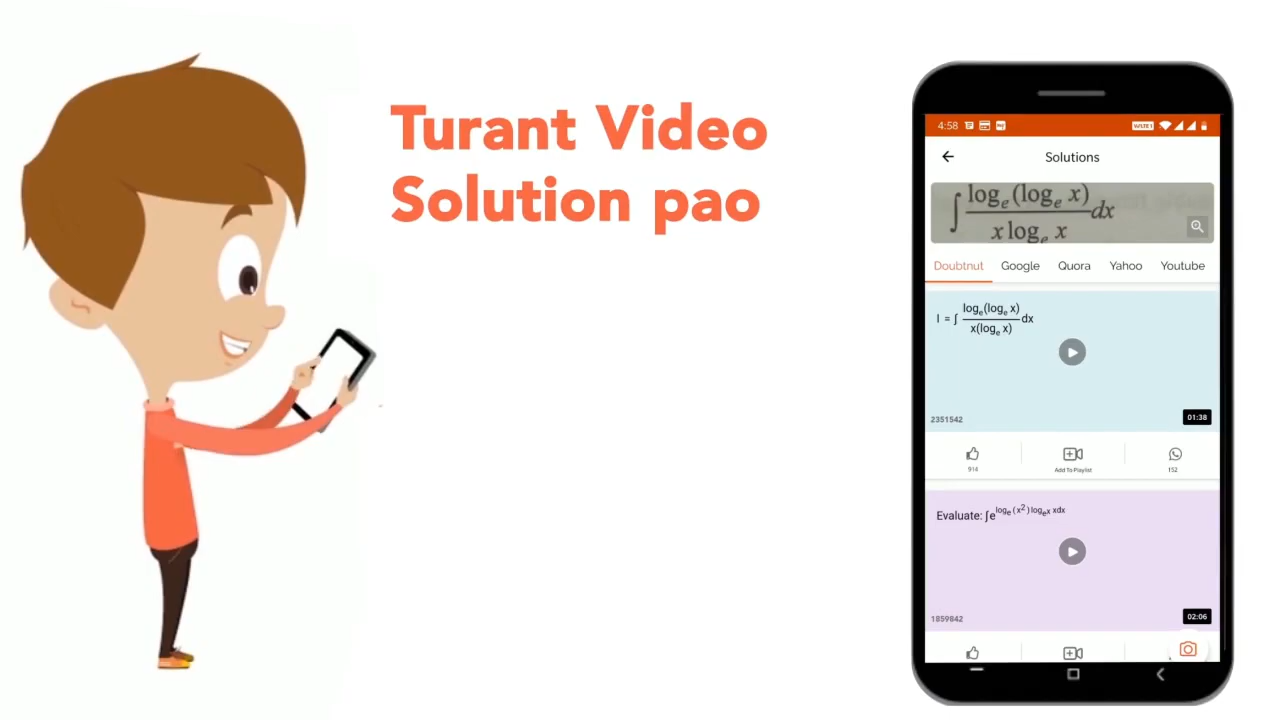 Turant Video
Solution pao
4:58
Solutions
∫ logₑ(logₑ x) / x logₑ x dx
Doubtnut Google Quora Yahoo Youtube
I = ∫ logₑ(logₑ x) / x(logₑ x) dx
2351542 01:38
914 Add To Playlist 152
Evaluate: ∫e^logₑ(x²)logₑx xdx
1859842 02:06